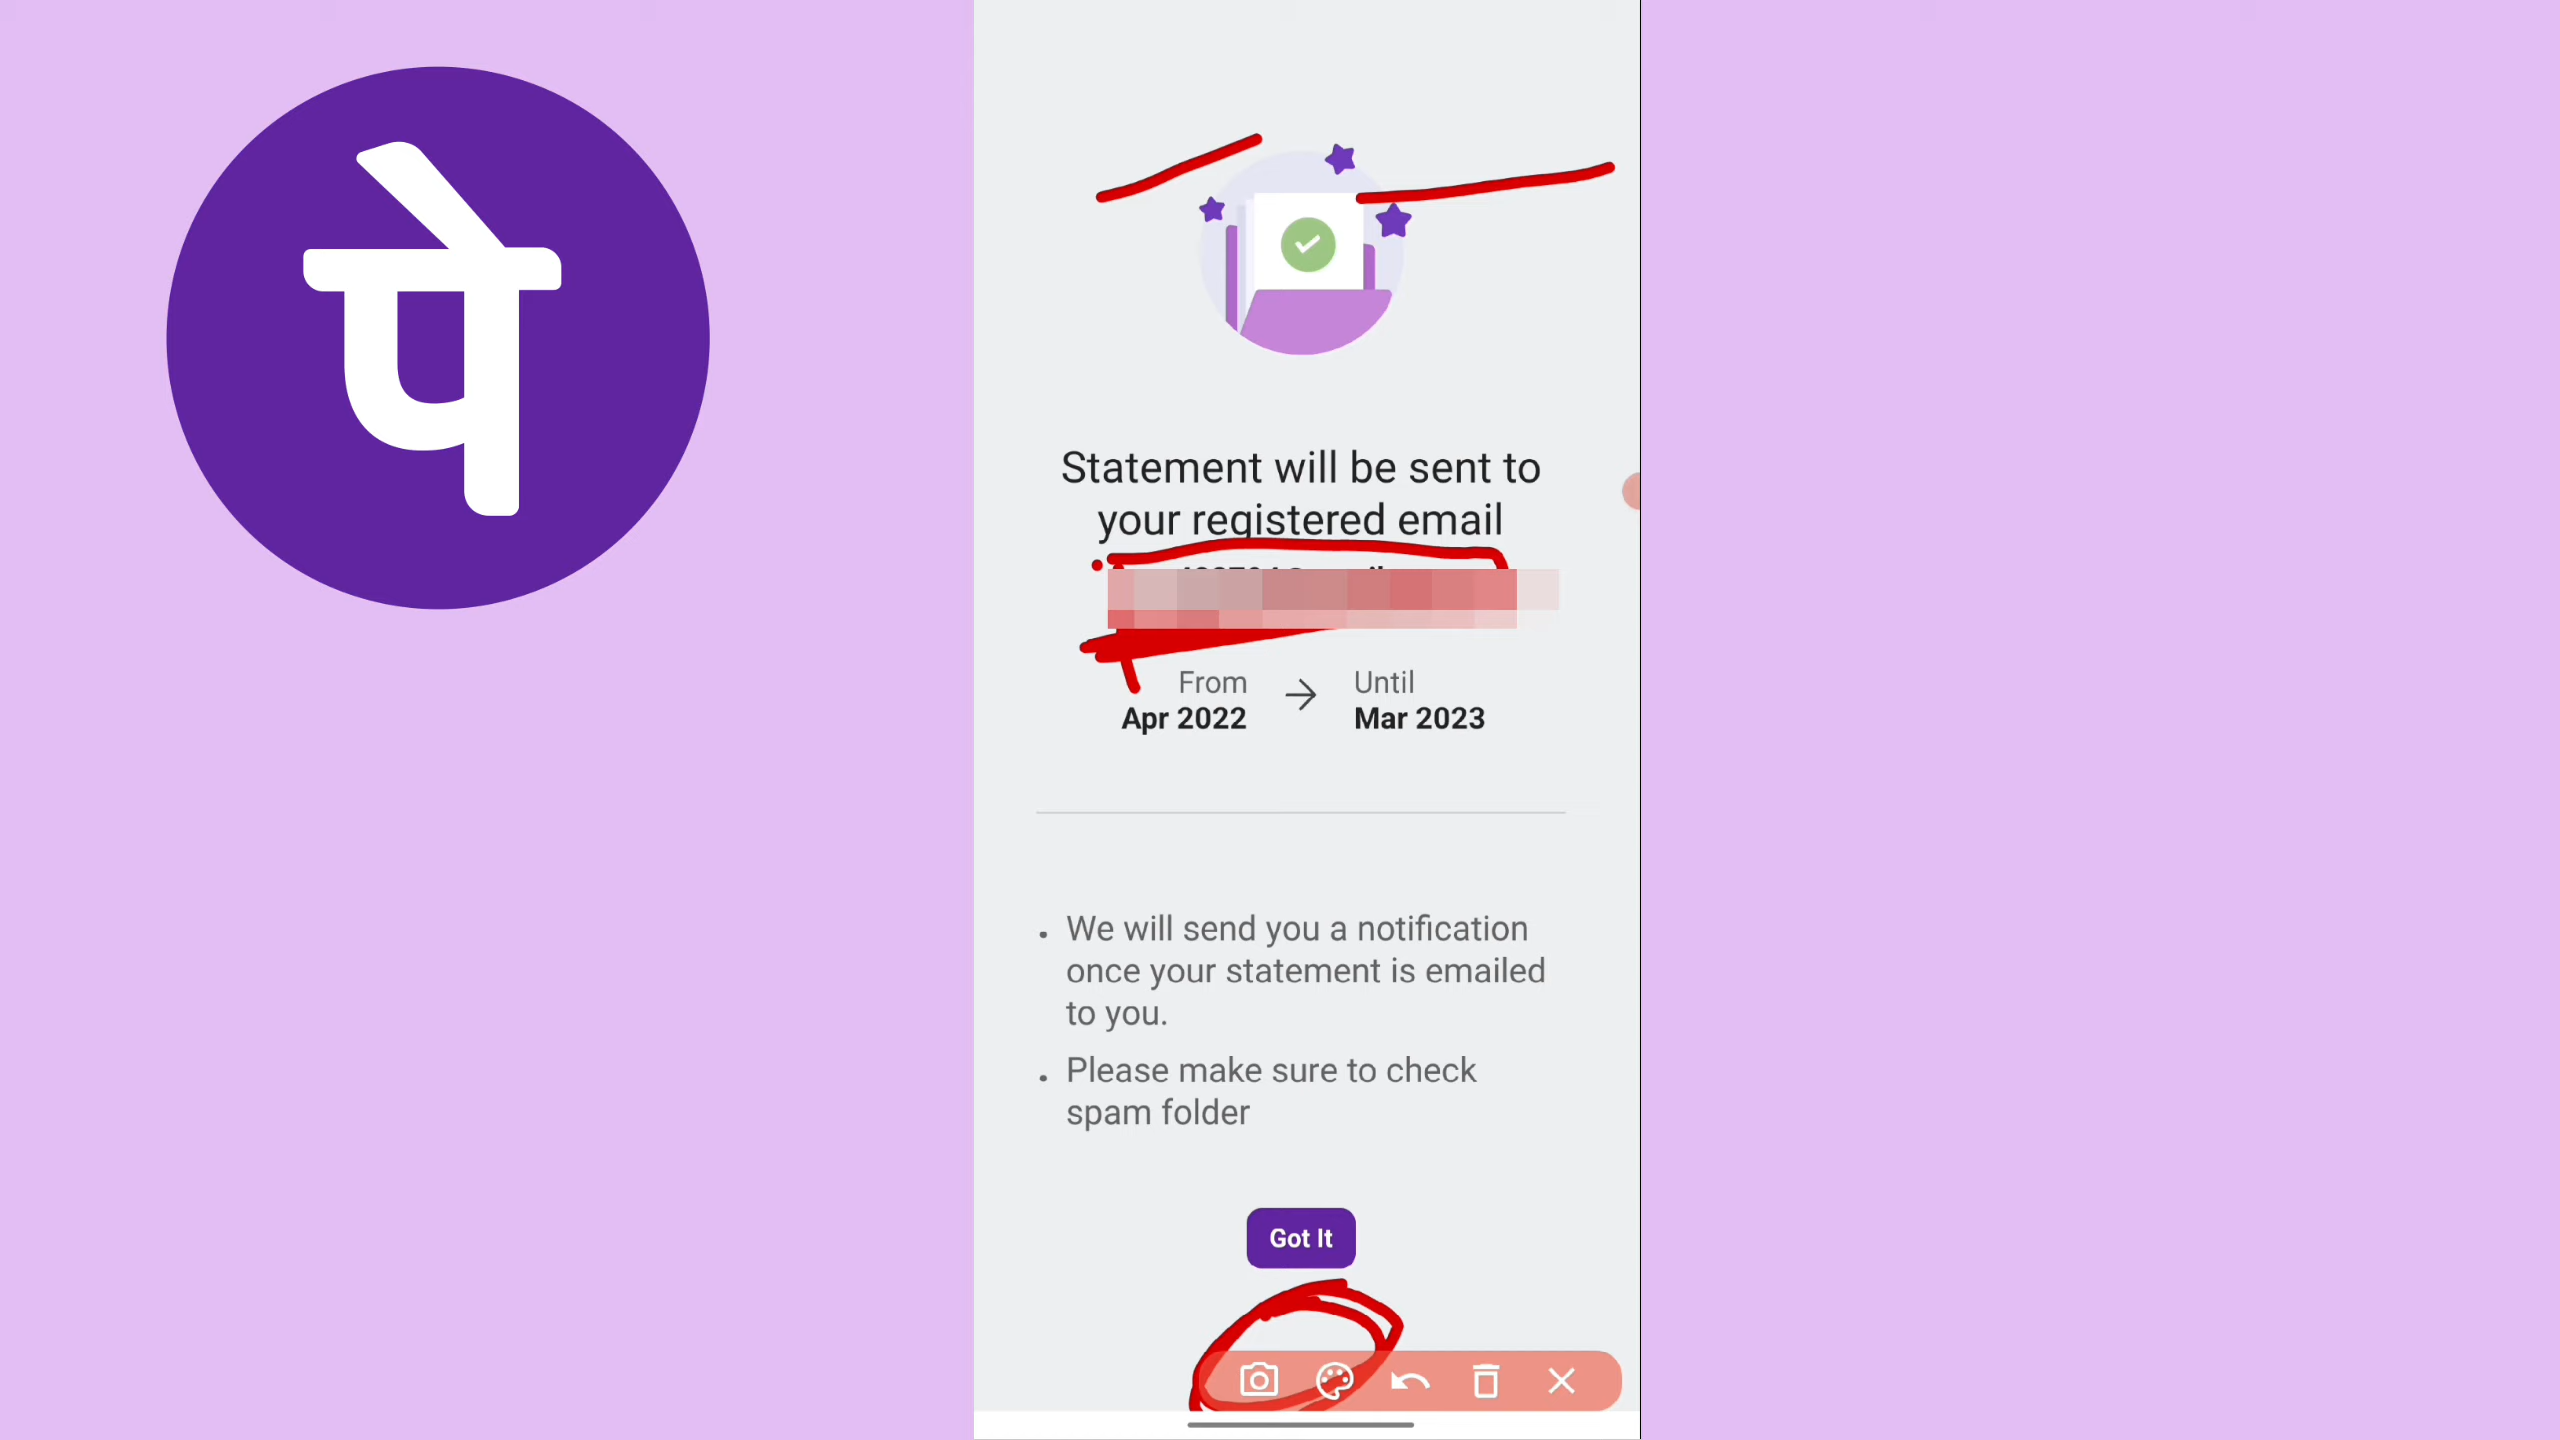 पे
Statement will be sent to
your registered email
From
Until
Apr 2022
Mar 2023
. We will send you a notification
once your statement is emailed
to you.
. Please make sure to check
spam folder
Got It